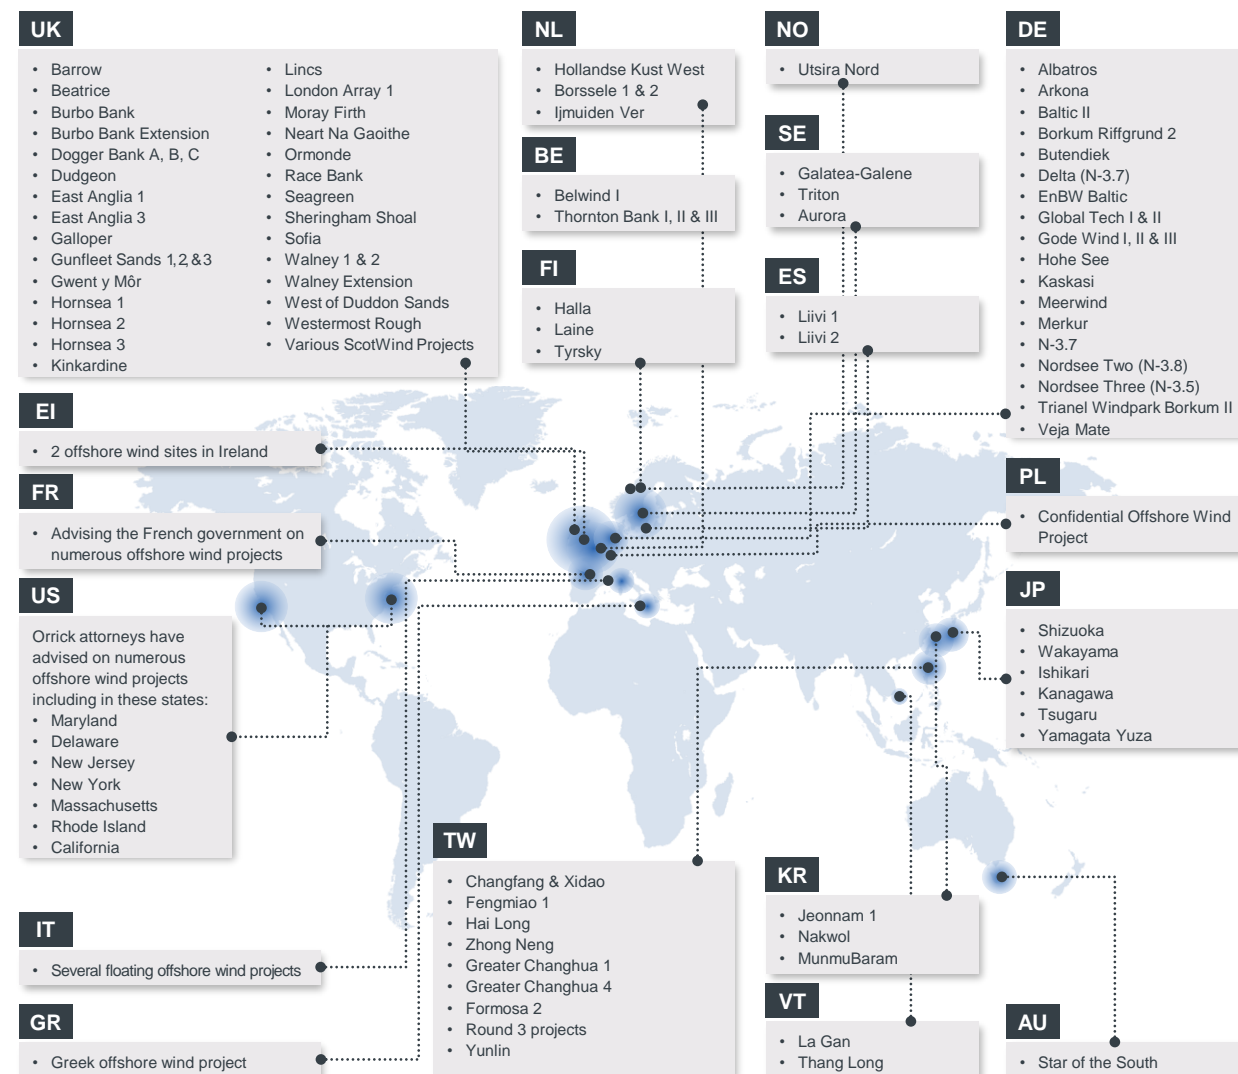 UK
• Barrow
• Beatrice
• Burbo Bank
• Burbo Bank Extension
• Dogger Bank A, B, C
• Dudgeon
• East Anglia 1
• East Anglia 3
• Galloper
• Gunfleet Sands 1,2,&3
• Gwent y Môr
• Hornsea 1
• Hornsea 2
• Hornsea 3
• Kinkardine
• Lincs
• London Array 1
• Moray Firth
• Neart Na Gaoithe
• Ormonde
• Race Bank
• Seagreen
• Sheringham Shoal
• Sofia
• Walney 1 & 2
• Walney Extension
• West of Duddon Sands
• Westermost Rough
• Various ScotWind Projects
NL
• Hollandse Kust West
• Borssele 1 & 2
• Ijmuiden Ver
BE
• Belwind I
• Thornton Bank I, II & III
FI
• Halla
• Laine
• Tyrsky
NO
• Utsira Nord
SE
• Galatea-Galene
• Triton
• Aurora
ES
• Liivi 1
• Liivi 2
DE
• Albatros
• Arkona
• Baltic II
• Borkum Riffgrund 2
• Butendiek
• Delta (N-3.7)
• EnBW Baltic
• Global Tech I & II
• Gode Wind I, II & III
• Hohe See
• Kaskasi
• Meerwind
• Merkur
• N-3.7
• Nordsee Two (N-3.8)
• Nordsee Three (N-3.5)
• Trianel Windpark Borkum II
• Veja Mate
EI
• 2 offshore wind sites in Ireland
FR
• Advising the French government on
numerous offshore wind projects
US
Orrick attorneys have
advised on numerous
offshore wind projects
including in these states:
• Maryland
• Delaware
• New Jersey
• New York
• Massachusetts
• Rhode Island
• California
PL
• Confidential Offshore Wind
Project
JP
• Shizuoka
• Wakayama
• Ishikari
• Kanagawa
• Tsugaru
• Yamagata Yuza
IT
• Several floating offshore wind projects
GR
• Greek offshore wind project
TW
• Changfang & Xidao
• Fengmiao 1
• Hai Long
• Zhong Neng
• Greater Changhua 1
• Greater Changhua 4
• Formosa 2
• Round 3 projects
• Yunlin
KR
• Jeonnam 1
• Nakwol
• MunmuBaram
VT
• La Gan
• Thang Long
AU
• Star of the South